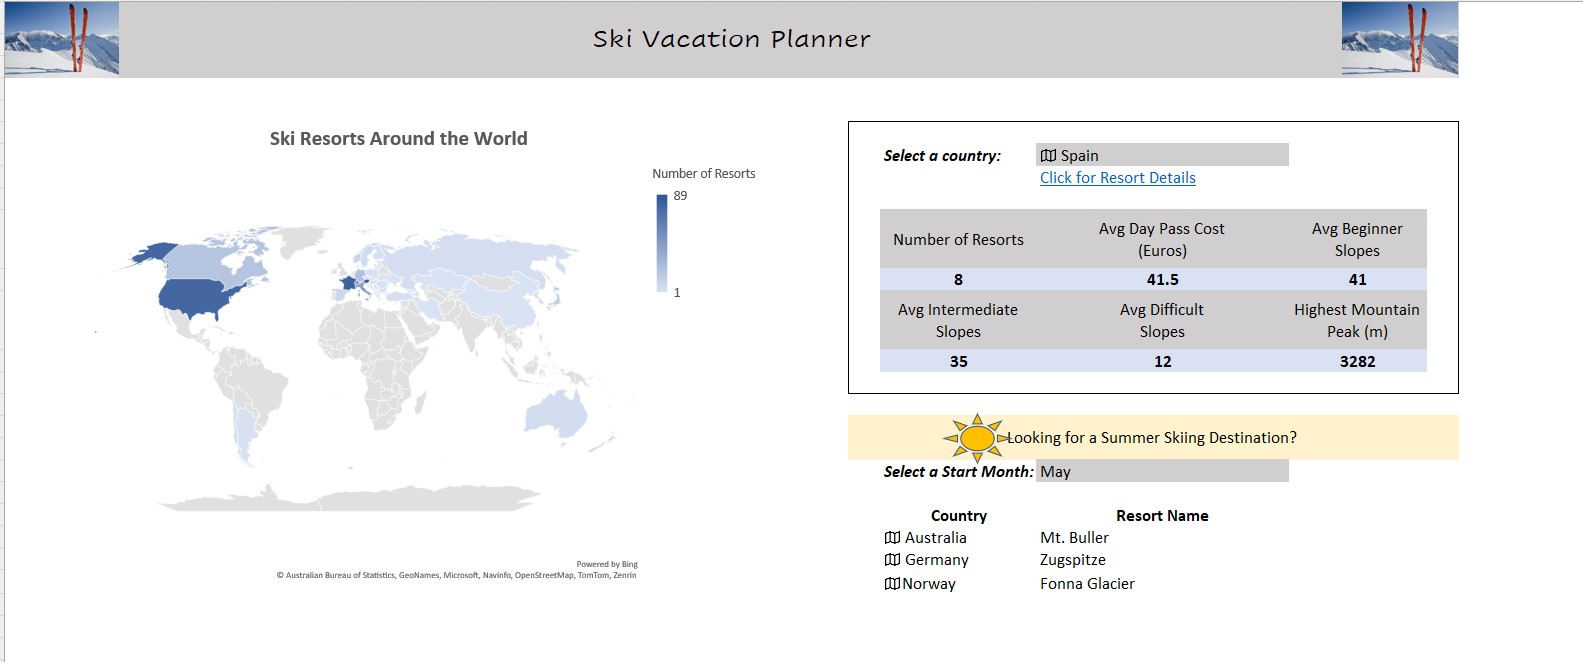 Ski Vacation Planner
Ski Resorts Around the World
Number of Resorts
89
1
Powered by Bing
© Australian Bureau of Statistics, GeoNames, Microsoft, Navinfo, OpenStreetMap, TomTom, Zenrin
Select a country:
Spain
Click for Resort Details
Number of Resorts
Avg Day Pass Cost
(Euros)
Avg Beginner
Slopes
8
41.5
41
Avg Intermediate
Slopes
Avg Difficult
Slopes
Highest Mountain
Peak (m)
35
12
3282
Looking for a Summer Skiing Destination?
Select a Start Month:
May
Country
Resort Name
Australia
Mt. Buller
Germany
Zugspitze
Norway
Fonna Glacier